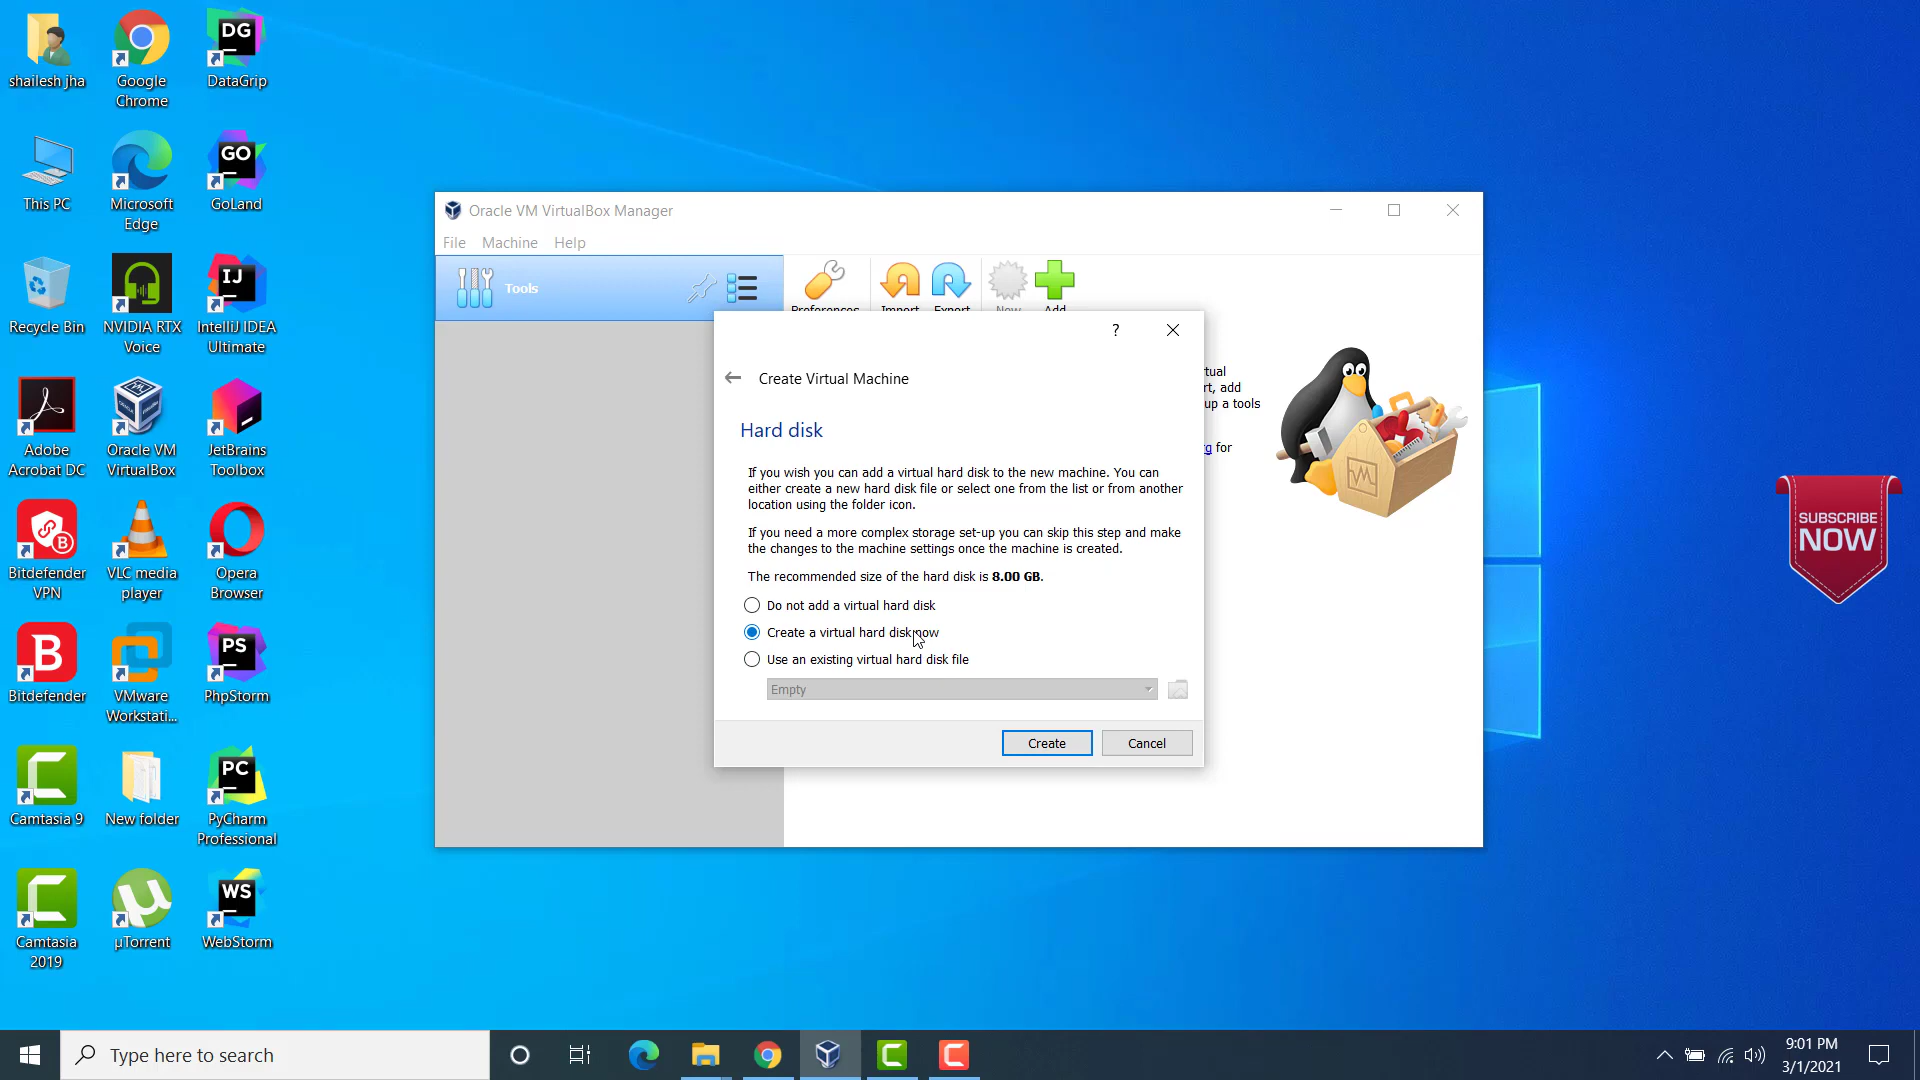 shailesh jha
Google
Chrome
DG
DataGrip
This PC
Microsoft
Edge
GO
GoLand
Recycle Bin
NVIDIA RTX
Voice
IJ
IntelliJ IDEA
Ultimate
Adobe
Acrobat DC
Oracle VM
VirtualBox
JetBrains
Toolbox
Bitdefender
VPN
VLC media
player
Opera
Browser
B
Bitdefender
VMware
Workstati...
PS
PhpStorm
Camtasia 9
New folder
PC
PyCharm
Professional
Camtasia
2019
µTorrent
WS
WebStorm
Oracle VM VirtualBox Manager
File Machine Help
Tools
Preferences Import Export New Add
?
Create Virtual Machine
Hard disk
If you wish you can add a virtual hard disk to the new machine. You can
either create a new hard disk file or select one from the list or from another
location using the folder icon.
If you need a more complex storage set-up you can skip this step and make
the changes to the machine settings once the machine is created.
The recommended size of the hard disk is 8.00 GB.
Do not add a virtual hard disk
Create a virtual hard disk now
Use an existing virtual hard disk file
Empty
Create Cancel
tual
rt, add
up a tools
rg for
SUBSCRIBE
NOW
Type here to search
9:01 PM
3/1/2021